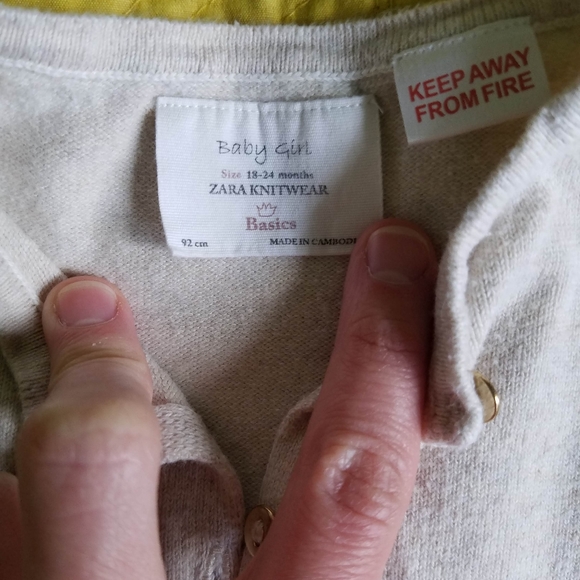 Baby Girl
Size 18-24 months
ZARA KNITWEAR
Basics
92 cm MADE IN CAMBODI
KEEP AWAY
FROM FIRE